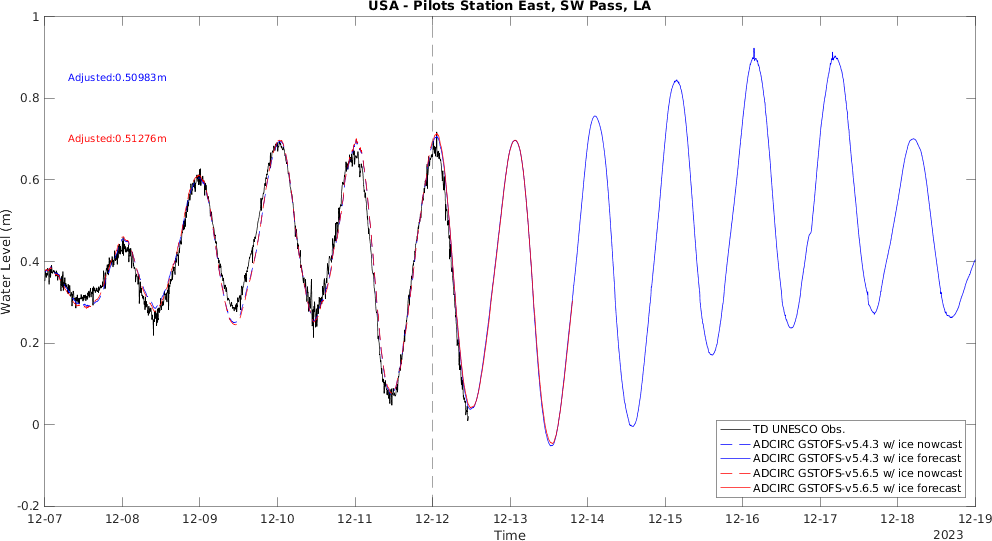 USA - Pilots Station East, SW Pass, LA
1
Adjusted:0.50983m
0.8
Adjusted:0.51276m
0.6
Water Level (m)
0.4
0.2
0
-0.2
TD UNESCO Obs.
ADCIRC GSTOFS-v5.4.3 w/ ice nowcast
ADCIRC GSTOFS-v5.4.3 w/ ice forecast
ADCIRC GSTOFS-v5.6.5 w/ ice nowcast
ADCIRC GSTOFS-v5.6.5 w/ ice forecast
12-07 12-08 12-09 12-10 12-11 12-12 12-13 12-14 12-15 12-16 12-17 12-18 12-19
Time
2023